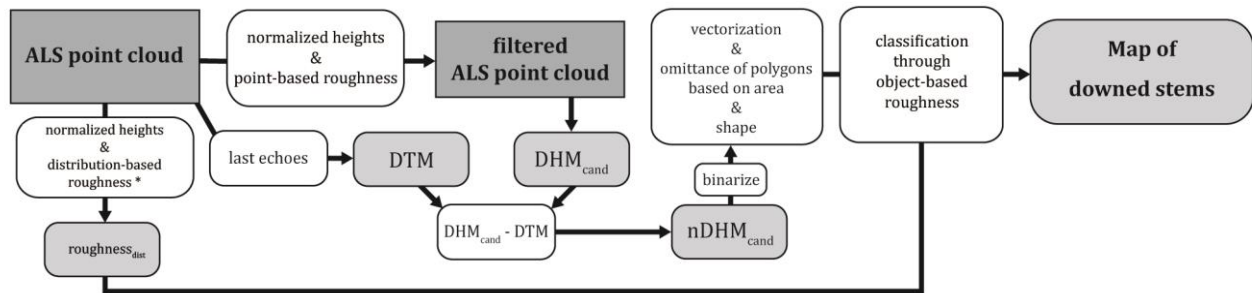 ALS point cloud
normalized heights
&
point-based roughness
filtered
ALS point cloud
vectorization
&
omittance of polygons
based on area
&
shape
classification
through
object-based
roughness
Map of
downed stems
normalized heights
&
distribution-based
roughness *
last echoes
DTM
DHMcand
binarize
roughnessdist
DHMcand - DTM
nDHMcand